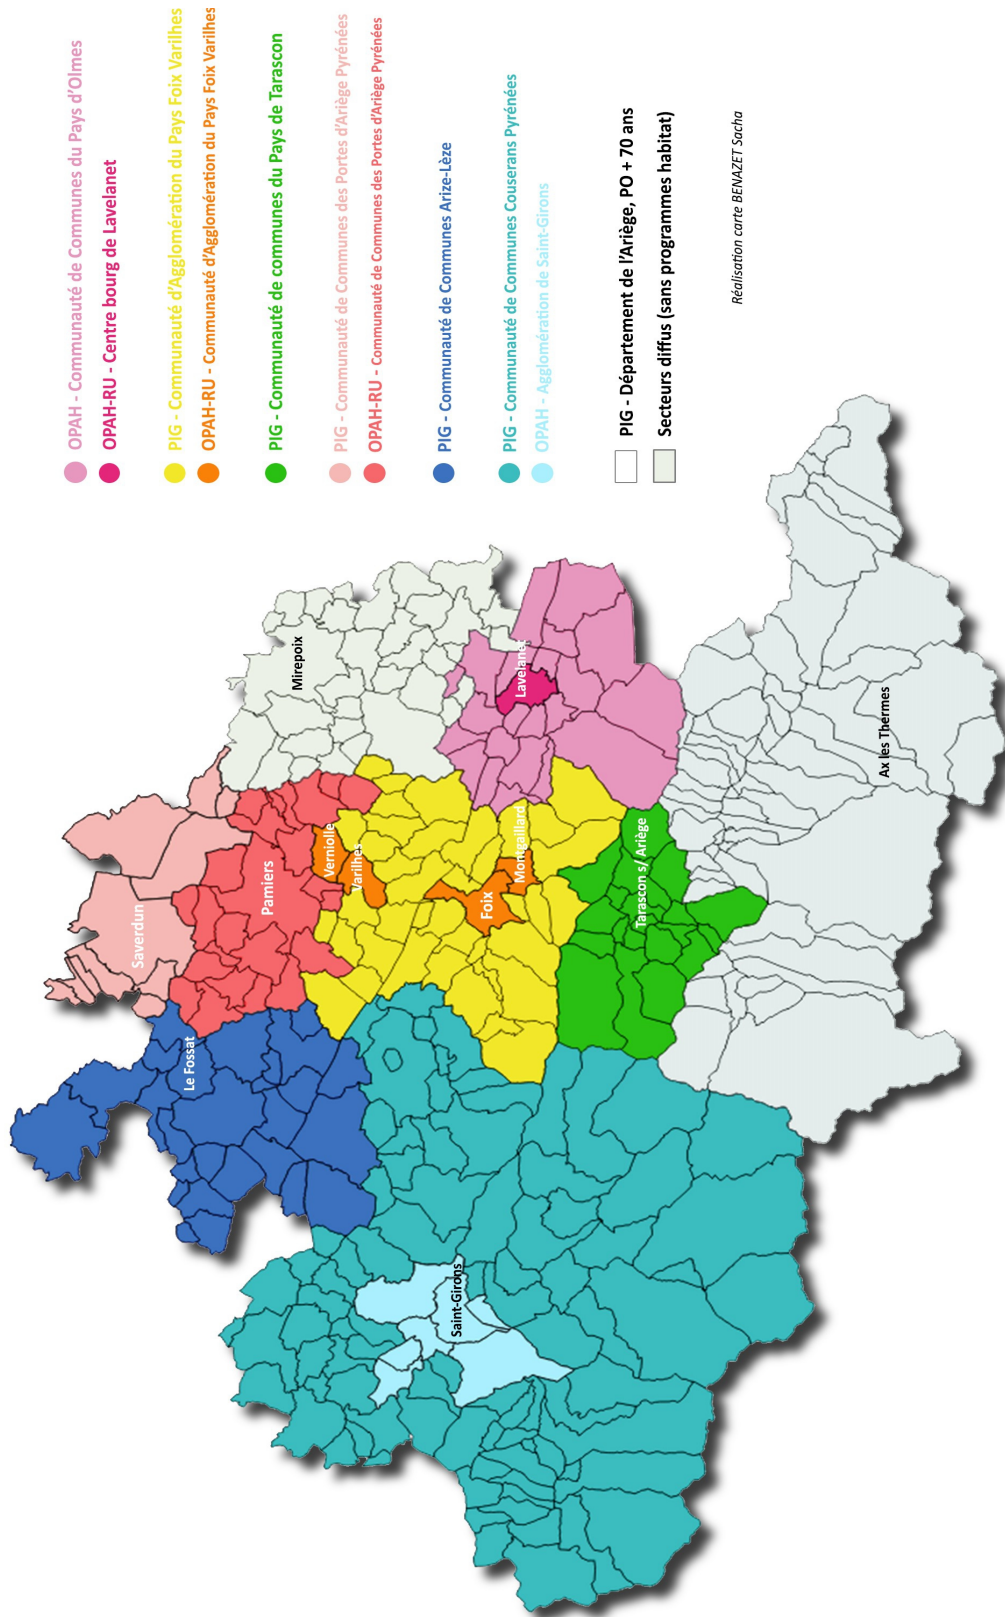 OPAH - Communauté de Communes du Pays d'Olmes
OPAH-RU - Centre bourg de Lavelanet
PIG - Communauté d'Agglomération du Pays Foix Varilhes
OPAH-RU - Communauté d'Agglomération du Pays Foix Varilhes
PIG - Communautés de communes du Pays de Tarascon
PIG - Communauté de Communes des Portes d'Ariège Pyrénées
OPAH-RU - Communauté de Communes des Portes d'Ariège Pyrénées
PIG - Communauté de Communes Arize-Lèze
PIG - Communauté de Communes Couserans Pyrénées
OPAH - Agglomération de Saint-Girons
PIG - Département de l'Ariège, PO + 70 ans
Secteurs diffus (sans programmes habitat)
Réalisation carte BENAZET Sacha
Saverdun
Le Fossat
Pamiers
Mirepoix
Verniolle
Varilhes
Saint-Girons
Foix
Montgaillard
Lavelanet
Tarascon s/ Ariège
Ax les Thermes